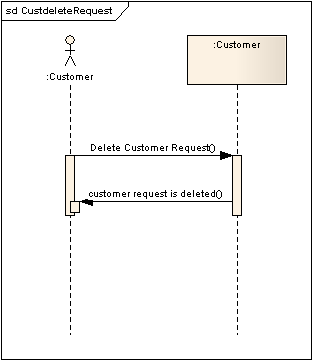 sd CustdeleteRequest
:Customer
:Customer
Delete Customer Request()
customer request is deleted()